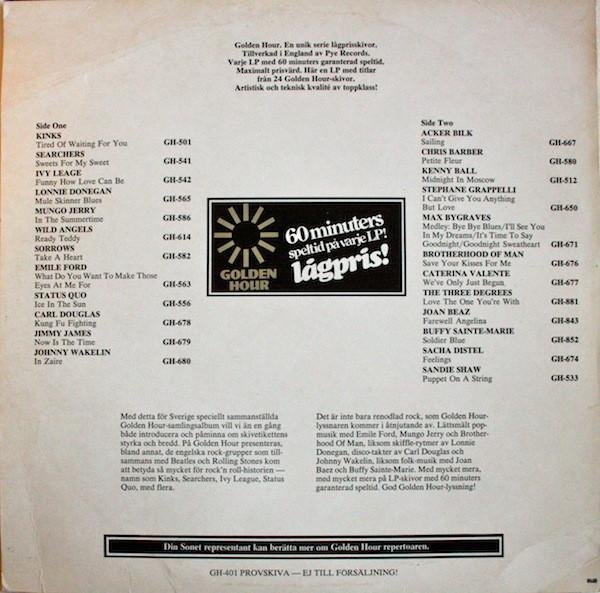 Golden Hour. En unik serie lågprisskivor.
Tillverkad i England av Pye Records.
Varje LP med 60 minuters garanterad speltid.
Maximalt prisvärd. Här en LP med titlar
från 24 Golden Hour-skivor.
Artistisk och teknisk kvalité av toppklass!
Side One
KINKS
Tired Of Waiting For You GH-501
SEARCHERS
Sweets For My Sweet GH-541
IVY LEAGE
Funny How Love Can Be GH-542
LONNIE DONEGAN
Mule Skinner Blues GH-565
MUNGO JERRY
In The Summertime GH-586
WILD ANGELS
Ready Teddy GH-614
SORROWS
Take A Heart GH-582
EMILE FORD
What Do You Want To Make Those
Eyes At Me For GH-563
STATUS QUO
Ice In The Sun GH-556
CARL DOUGLAS
Kung Fu Fighting GH-678
JIMMY JAMES
Now Is The Time GH-679
JOHNNY WAKELIN
In Zaire GH-680
GOLDEN
HOUR
60 minuters
speltid på varje LP!
lågpris!
Side Two
ACKER BILK
Sailing GH-667
CHRIS BARBER
Petite Fleur GH-580
KENNY BALL
Midnight In Moscow GH-512
STEPHANE GRAPPELLI
I Can't Give You Anything
But Love GH-650
MAX BYGRAVES
Medley: Bye Bye Blues/I'll See You
In My Dreams/It's Time To Say
Goodnight/Goodnight Sweatheart GH-671
BROTHERHOOD OF MAN
Save Your Kisses For Me GH-676
CATERINA VALENTE
We've Only Just Begun GH-677
THE THREE DEGREES
Love The One You're With GH-881
JOAN BEAZ
Farewell Angelina GH-843
BUFFY SAINTE-MARIE
Soldier Blue GH-852
SACHA DISTEL
Feelings GH-674
SANDIE SHAW
Puppet On A String GH-533
Med detta för Sverige speciellt sammanställda
Golden Hour-samlingsalbum vill vi än en gång
både introducera och påminna om skivetikettens
styrka och bredd. På Golden Hour presenteras,
bland annat, de engelska rock-grupper som till-
sammans med Beatles och Rolling Stones kom
att betyda så mycket för rock'n roll-historien —
namn som Kinks, Searchers, Ivy League, Status
Quo, med flera.
Det är inte bara renodlad rock, som Golden Hour-
lyssnaren kommer i åtnjutande av. Lättsmält pop-
musik med Emile Ford, Mungo Jerry och Brother-
hood Of Man, liksom skiffle-rytmer av Lonnie
Donegan, disco-takter av Carl Douglas och
Johnny Wakelin, liksom folk-musik med Joan
Baez och Buffy Sainte-Marie. Med mycket mera,
med mycket mera på LP-skivor med 60 minuters
garanterad speltid. God Golden Hour-lyssning!
Din Sonet representant kan berätta mer om Golden Hour repertoaren.
GH-401 PROVSKIVA — EJ TILL FÖRSÄLJNING!